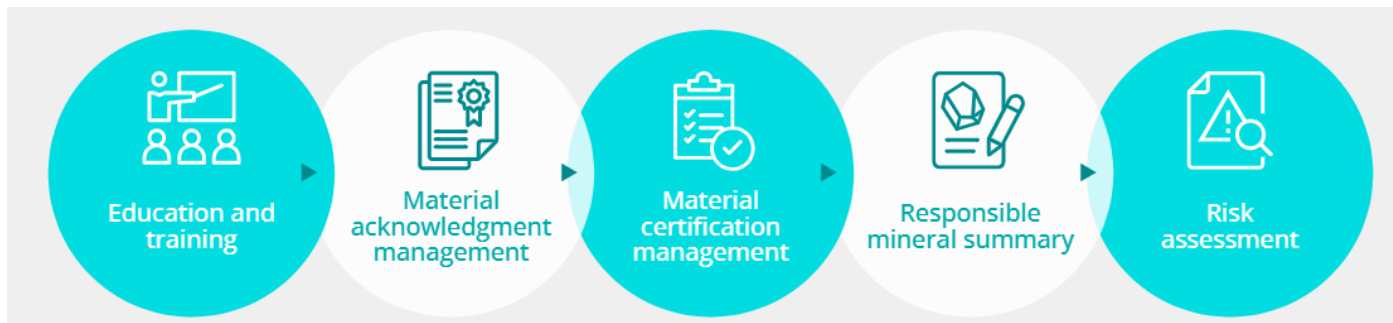 Education and
training
Material
acknowledgment
management
Material
certification
management
Responsible
mineral summary
Risk
assessment